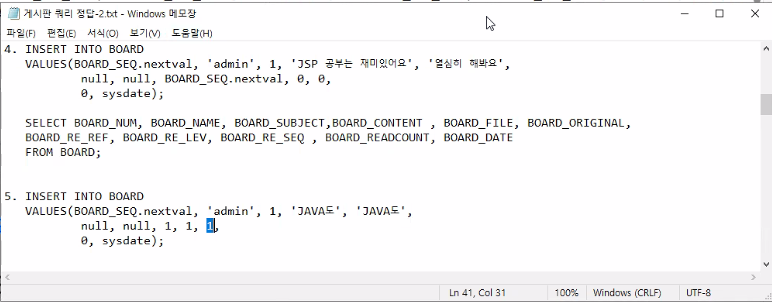 게시판 쿼리 정답-2.txt - Windows 메모장
파일(F) 편집(E) 서식(O) 보기(V) 도움말(H)
4. INSERT INTO BOARD
VALUES(BOARD_SEQ.nextval, 'admin', 1, 'JSP 공부는 재미있어요', '열심히 해봐요',
null, null, BOARD_SEQ.nextval, 0, 0,
0, sysdate);
SELECT BOARD_NUM, BOARD_NAME, BOARD_SUBJECT,BOARD_CONTENT , BOARD_FILE, BOARD_ORIGINAL,
BOARD_RE_REF, BOARD_RE_LEV, BOARD_RE_SEQ , BOARD_READCOUNT, BOARD_DATE
FROM BOARD;
5. INSERT INTO BOARD
VALUES(BOARD_SEQ.nextval, 'admin', 1, 'JAVA도', 'JAVA도',
null, null, 1, 1, 1,
0, sysdate);
Ln 41, Col 31 100% Windows (CRLF) UTF-8